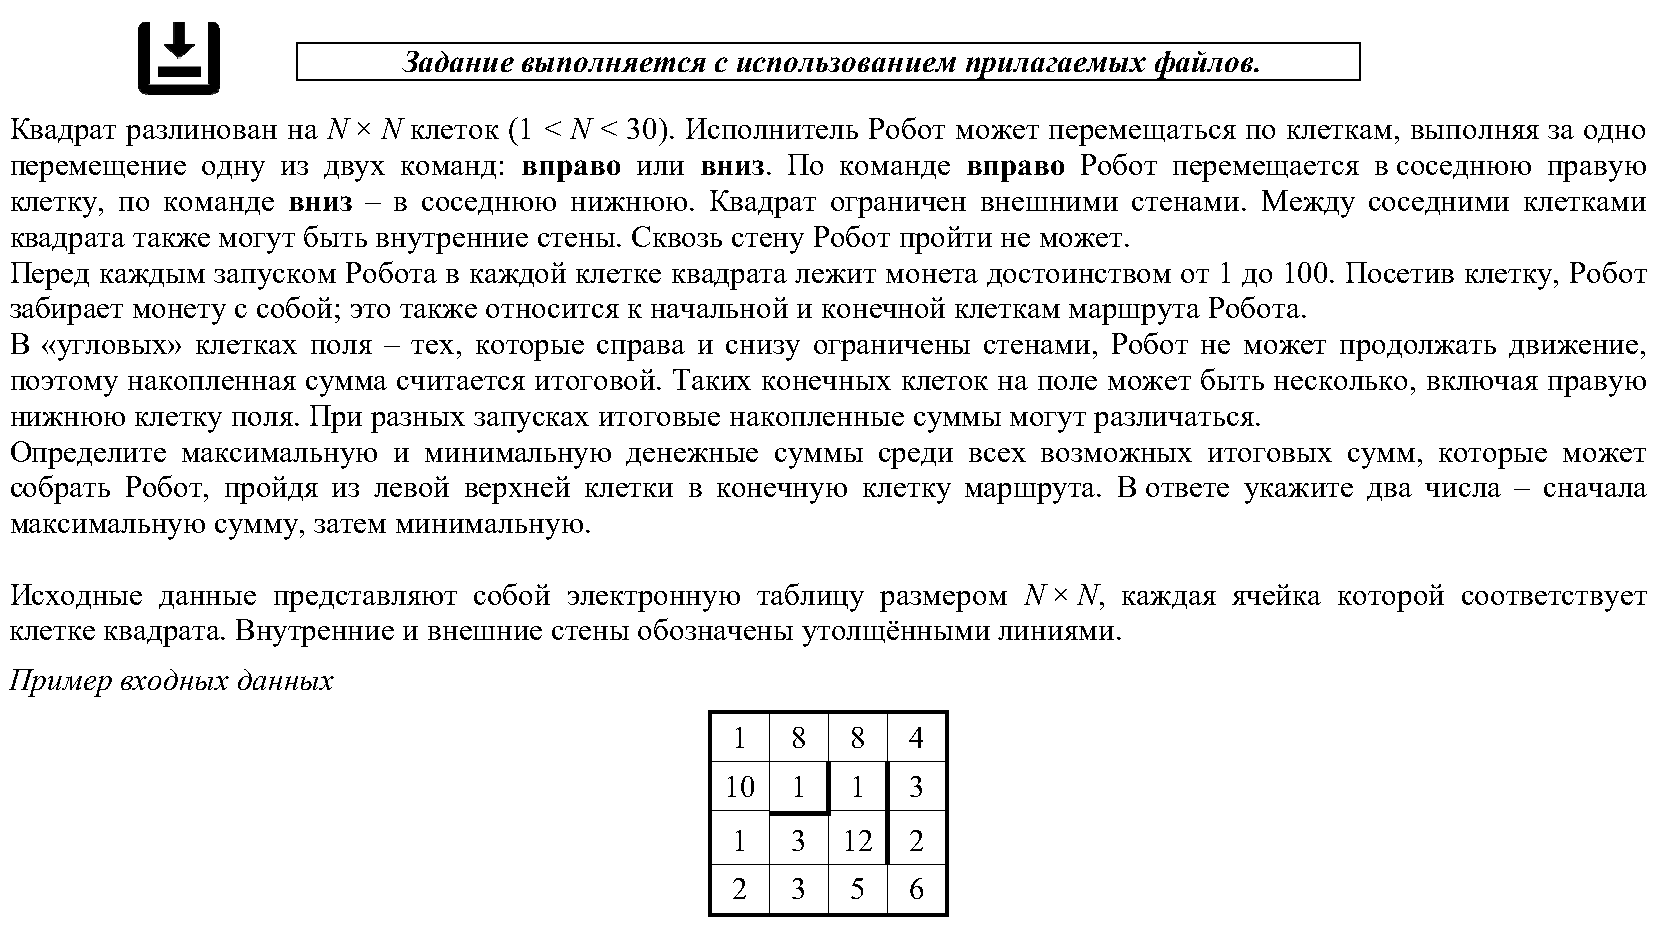 Задание выполняется с использованием прилагаемых файлов.
Квадрат разлинован на N × N клеток (1 < N < 30). Исполнитель Робот может перемещаться по клеткам, выполняя за одно
перемещение одну из двух команд: вправо или вниз. По команде вправо Робот перемещается в соседнюю правую
клетку, по команде вниз – в соседнюю нижнюю. Квадрат ограничен внешними стенами. Между соседними клетками
квадрата также могут быть внутренние стены. Сквозь стену Робот пройти не может.
Перед каждым запуском Робота в каждой клетке квадрата лежит монета достоинством от 1 до 100. Посетив клетку, Робот
забирает монету с собой; это также относится к начальной и конечной клеткам маршрута Робота.
В «угловых» клетках поля – тех, которые справа и снизу ограничены стенами, Робот не может продолжать движение,
поэтому накопленная сумма считается итоговой. Таких конечных клеток на поле может быть несколько, включая правую
нижнюю клетку поля. При разных запусках итоговые накопленные суммы могут различаться.
Определите максимальную и минимальную денежные суммы среди всех возможных итоговых сумм, которые может
собрать Робот, пройдя из левой верхней клетки в конечную клетку маршрута. В ответе укажите два числа – сначала
максимальную сумму, затем минимальную.
Исходные данные представляют собой электронную таблицу размером N × N, каждая ячейка которой соответствует
клетке квадрата. Внутренние и внешние стены обозначены утолщёнными линиями.
Пример входных данных
1 8 8 4
10 1 1 3
1 3 12 2
2 3 5 6